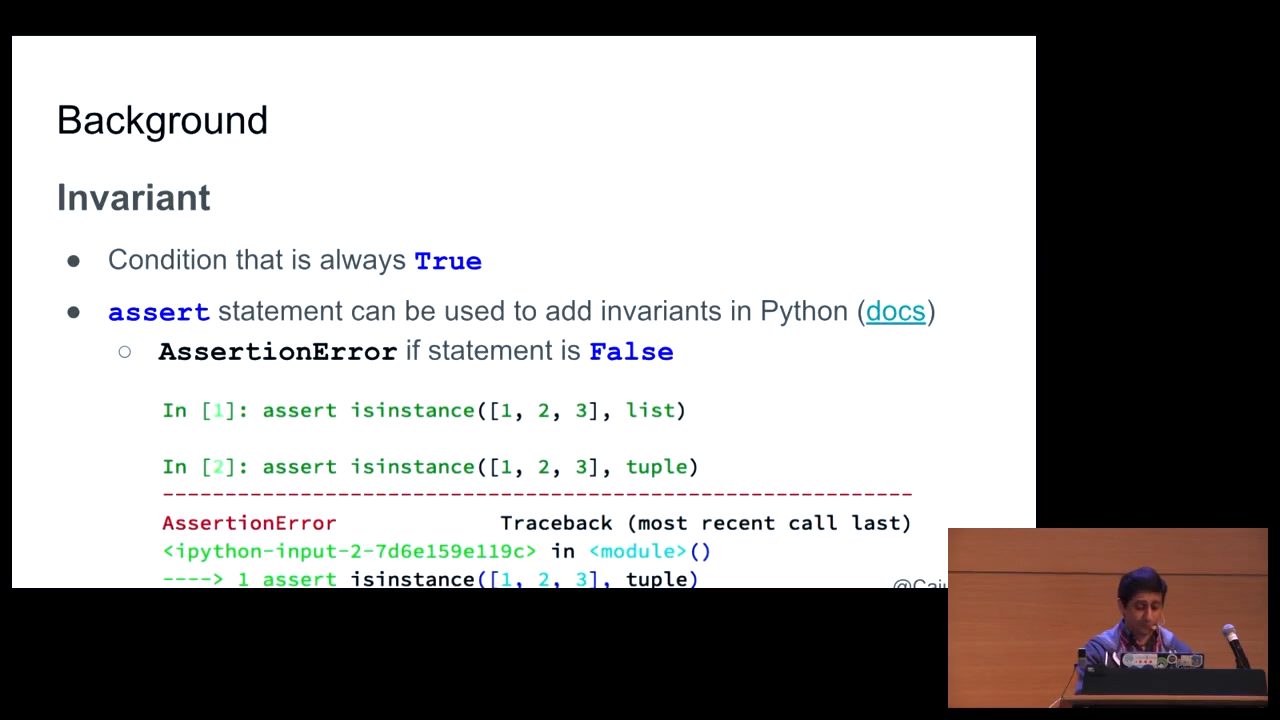 Background
Invariant
● Condition that is always True
● assert statement can be used to add invariants in Python (docs)
○ AssertionError if statement is False
In [1]: assert isinstance([1, 2, 3], list)
In [2]: assert isinstance([1, 2, 3], tuple)
---------------------------------------------------------------------------
AssertionError Traceback (most recent call last)
<ipython-input-2-7d6e159e119c> in <module>()
----> 1 assert isinstance([1, 2, 3], tuple)